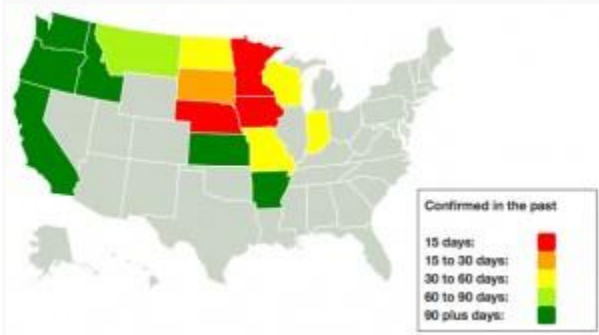 Confirmed in the past
15 days:
15 to 30 days:
30 to 60 days:
60 to 90 days:
90 plus days: